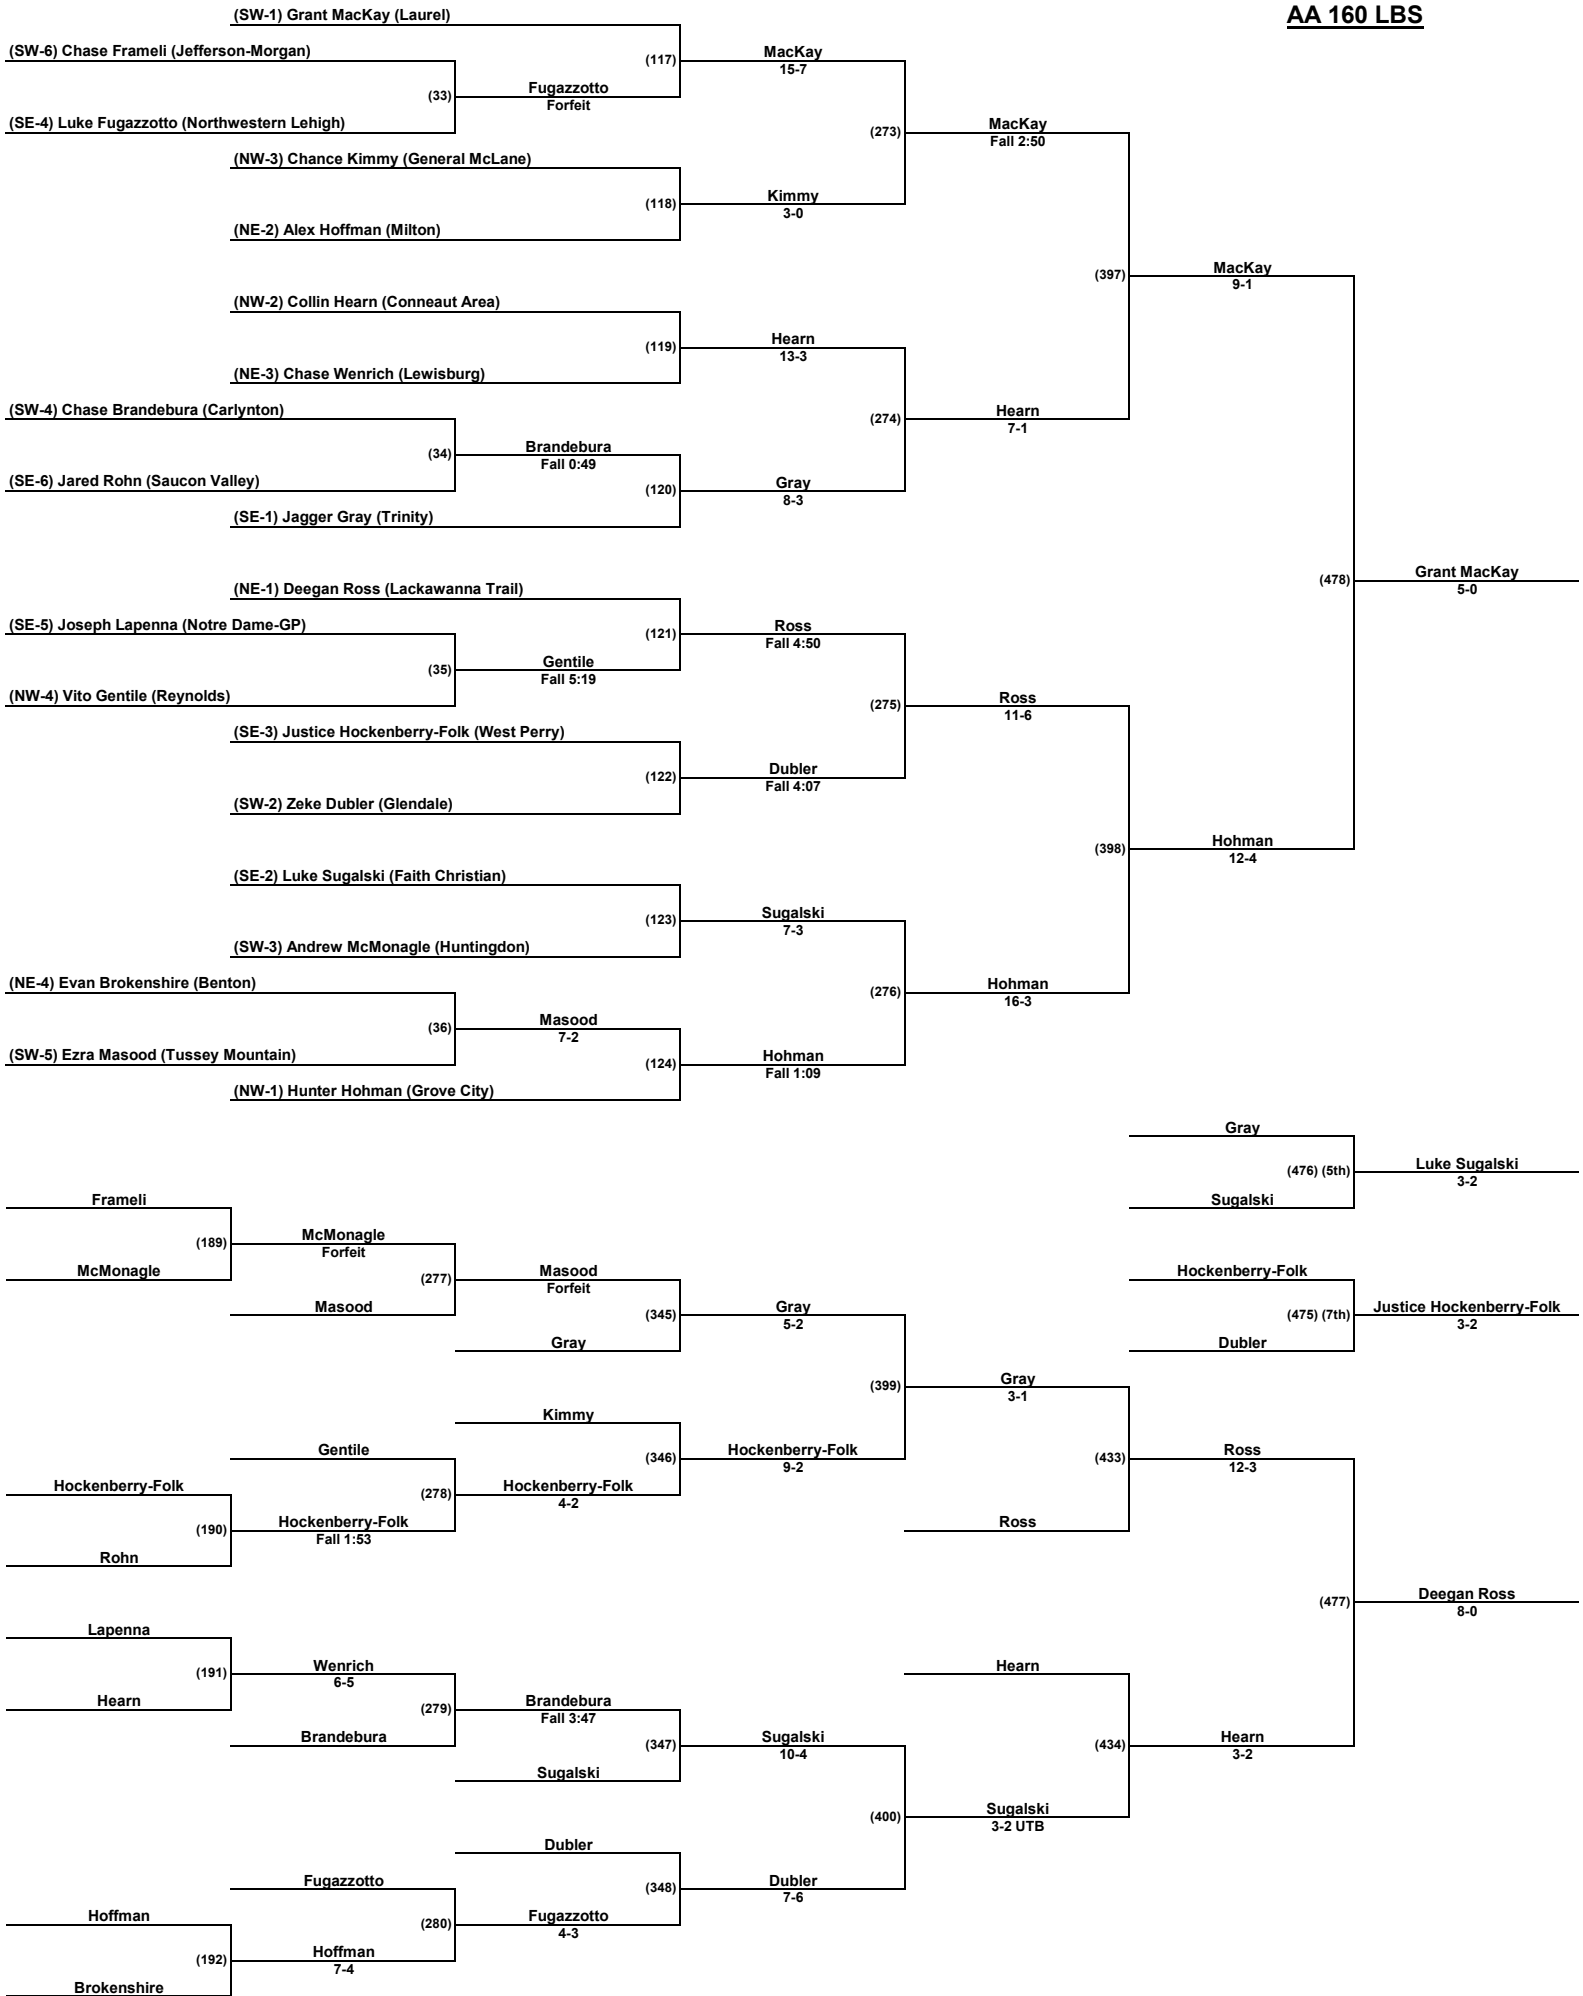 AA 160 LBS
(SW-1) Grant MacKay (Laurel)
(SW-6) Chase Frameli (Jefferson-Morgan)
(117)
MacKay
15-7
(33)
Fugazzotto
Forfeit
(SE-4) Luke Fugazzotto (Northwestern Lehigh)
(273)
MacKay
Fall 2:50
(NW-3) Chance Kimmy (General McLane)
(118)
Kimmy
3-0
(NE-2) Alex Hoffman (Milton)
(397)
MacKay
9-1
(NW-2) Collin Hearn (Conneaut Area)
(119)
Hearn
13-3
(NE-3) Chase Wenrich (Lewisburg)
(SW-4) Chase Brandebura (Carlynton)
(274)
Hearn
7-1
(34)
Brandebura
Fall 0:49
(SE-6) Jared Rohn (Saucon Valley)
(120)
Gray
8-3
(SE-1) Jagger Gray (Trinity)
(478)
Grant MacKay
5-0
(NE-1) Deegan Ross (Lackawanna Trail)
(SE-5) Joseph Lapenna (Notre Dame-GP)
(121)
Ross
Fall 4:50
(35)
Gentile
Fall 5:19
(NW-4) Vito Gentile (Reynolds)
(275)
Ross
11-6
(SE-3) Justice Hockenberry-Folk (West Perry)
(122)
Dubler
Fall 4:07
(SW-2) Zeke Dubler (Glendale)
(398)
Hohman
12-4
(SE-2) Luke Sugalski (Faith Christian)
(123)
Sugalski
7-3
(SW-3) Andrew McMonagle (Huntingdon)
(NE-4) Evan Brokenshire (Benton)
(276)
Hohman
16-3
(36)
Masood
7-2
(SW-5) Ezra Masood (Tussey Mountain)
(124)
Hohman
Fall 1:09
(NW-1) Hunter Hohman (Grove City)
Gray
(476) (5th)
Luke Sugalski
3-2
Sugalski
Frameli
(189)
McMonagle
Forfeit
McMonagle
(277)
Masood
Forfeit
Masood
Hockenberry-Folk
(475) (7th)
Justice Hockenberry-Folk
3-2
Dubler
(345)
Gray
5-2
Gray
(399)
Gray
3-1
Kimmy
Gentile
(346)
Hockenberry-Folk
9-2
(433)
Ross
12-3
Hockenberry-Folk
(278)
Hockenberry-Folk
4-2
(190)
Hockenberry-Folk
Fall 1:53
Ross
Rohn
(477)
Deegan Ross
8-0
Lapenna
(191)
Wenrich
6-5
Hearn
Hearn
(279)
Brandebura
Fall 3:47
Brandebura
(347)
Sugalski
10-4
(434)
Hearn
3-2
Sugalski
(400)
Sugalski
3-2 UTB
Dubler
Fugazzotto
(348)
Dubler
7-6
Hoffman
(280)
Fugazzotto
4-3
(192)
Hoffman
7-4
Brokenshire